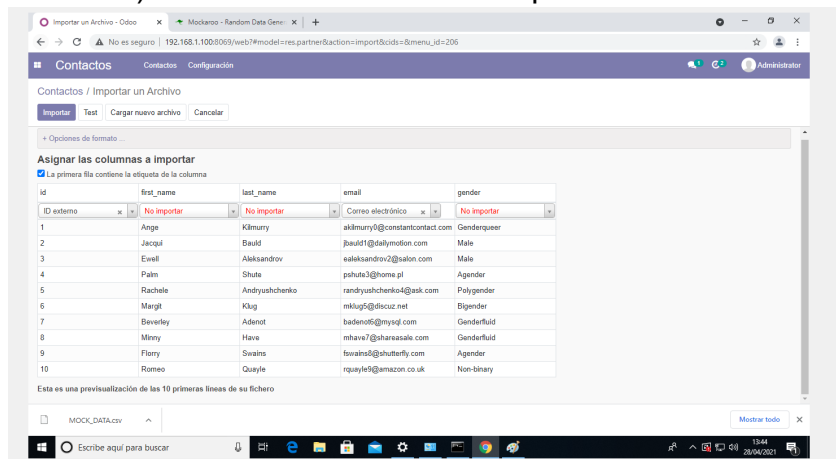 Importar un Archivo - Odoo
Mockaroo - Random Data Gener
No es seguro | 192.168.1.100:8069/web?#model=res.partner&action=import&cids=&menu_id=206
Contactos Contactos Configuración 1 2 Administrator
Contactos / Importar un Archivo
Importar Test Cargar nuevo archivo Cancelar
+ Opciones de formato ...
Asignar las columnas a importar
La primera fila contiene la etiqueta de la columna
id first_name last_name email gender
ID externo No importar No importar Correo electrónico No importar
1 Ange Kilmurry akilmurry0@constantcontact.com Genderqueer
2 Jacqui Bauld jbauld1@dailymotion.com Male
3 Ewell Aleksandrov ealeksandrov2@salon.com Male
4 Palm Shute pshute3@home.pl Agender
5 Rachele Andryushchenko randryushchenko4@ask.com Polygender
6 Margit Klug mklug5@discuz.net Bigender
7 Beverley Adenot badenot6@mysql.com Genderfluid
8 Minny Have mhave7@shareasale.com Genderfluid
9 Florry Swains fswains8@shutterfly.com Agender
10 Romeo Quayle rquayle9@amazon.co.uk Non-binary
Esta es una previsualización de las 10 primeras líneas de su fichero
MOCK_DATA.csv
Mostrar todo
Escribe aquí para buscar
13:44
28/04/2021